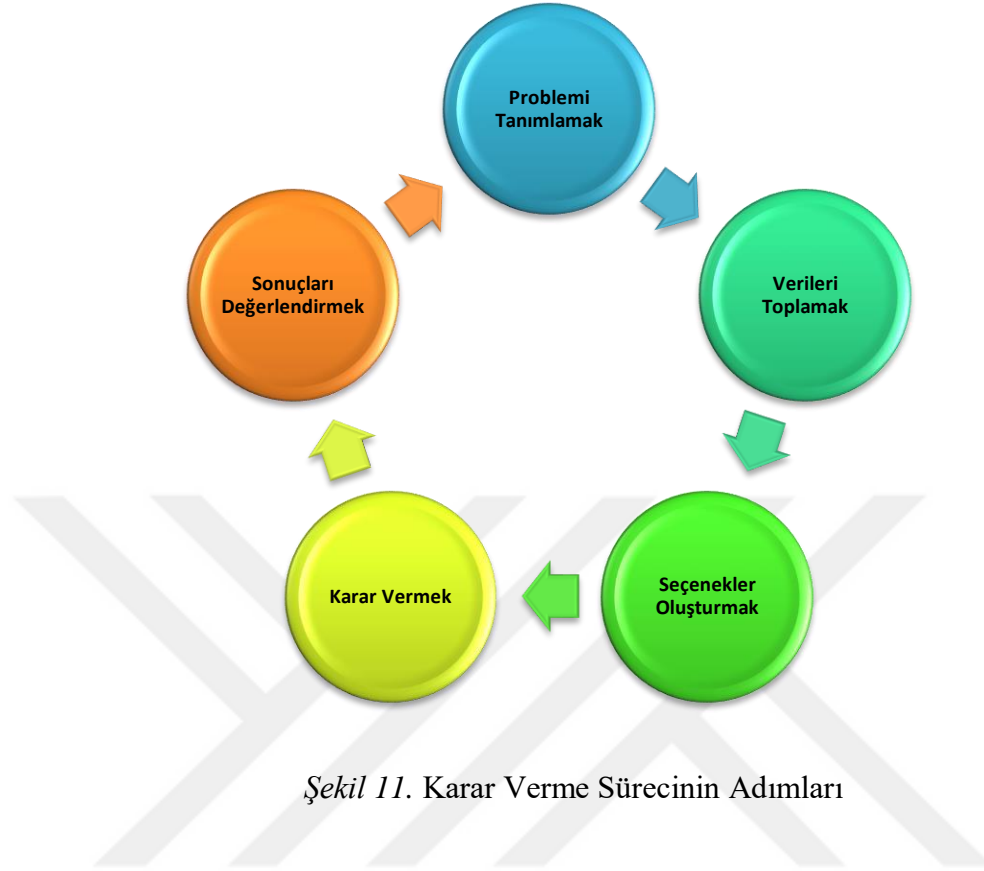 Problemi
Tanımlamak
Verileri
Toplamak
Seçenekler
Oluşturmak
Karar Vermek
Sonuçları
Değerlendirmek
Şekil 11. Karar Verme Sürecinin Adımları